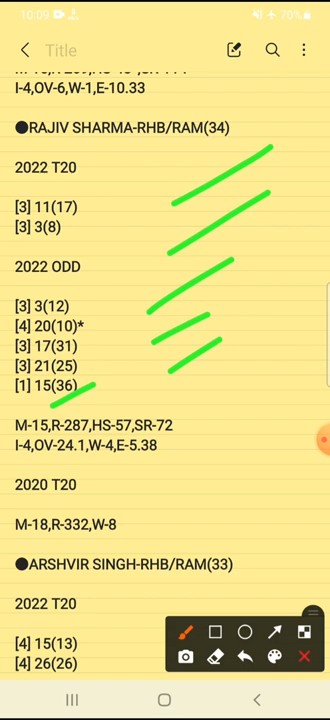 10:09
70%
Title
I-4,OV-6,W-1,E-10.33
●RAJIV SHARMA-RHB/RAM(34)
2022 T20
[3] 11(17)
[3] 3(8)
2022 ODD
[3] 3(12)
[4] 20(10)*
[3] 17(31)
[3] 21(25)
[1] 15(36)
M-15,R-287,HS-57,SR-72
I-4,OV-24.1,W-4,E-5.38
2020 T20
M-18,R-332,W-8
●ARSHVIR SINGH-RHB/RAM(33)
2022 T20
[4] 15(13)
[4] 26(26)